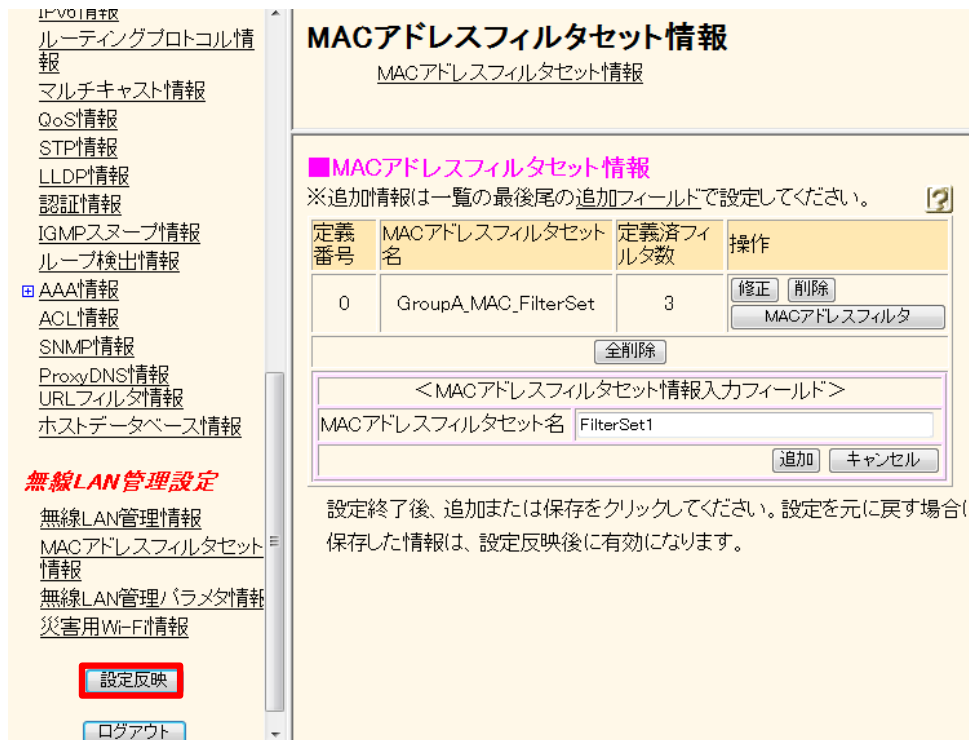 IPv6情報
ルーティングプロトコル情
報
マルチキャスト情報
QoS情報
STP情報
LLDP情報
認証情報
IGMPスヌープ情報
ループ検出情報
AAA情報
ACL情報
SNMP情報
ProxyDNS情報
URLフィルタ情報
ホストデータベース情報
無線LAN管理設定
無線LAN管理情報
MACアドレスフィルタセット
情報
無線LAN管理パラメタ情報
災害用Wi-Fi情報
設定反映
ログアウト
MACアドレスフィルタセット情報
MACアドレスフィルタセット情報
■MACアドレスフィルタセット情報
※追加情報は一覧の最後尾の追加フィールドで設定してください。
定義
番号
MACアドレスフィルタセット
名
定義済フィ
ルタ数
操作
0
GroupA_MAC_FilterSet
3
修正 削除
MACアドレスフィルタ
全削除
＜MACアドレスフィルタセット情報入力フィールド＞
MACアドレスフィルタセット名 FilterSet1
追加 キャンセル
設定終了後、追加または保存をクリックしてください。設定を元に戻す場合
保存した情報は、設定反映後に有効になります。